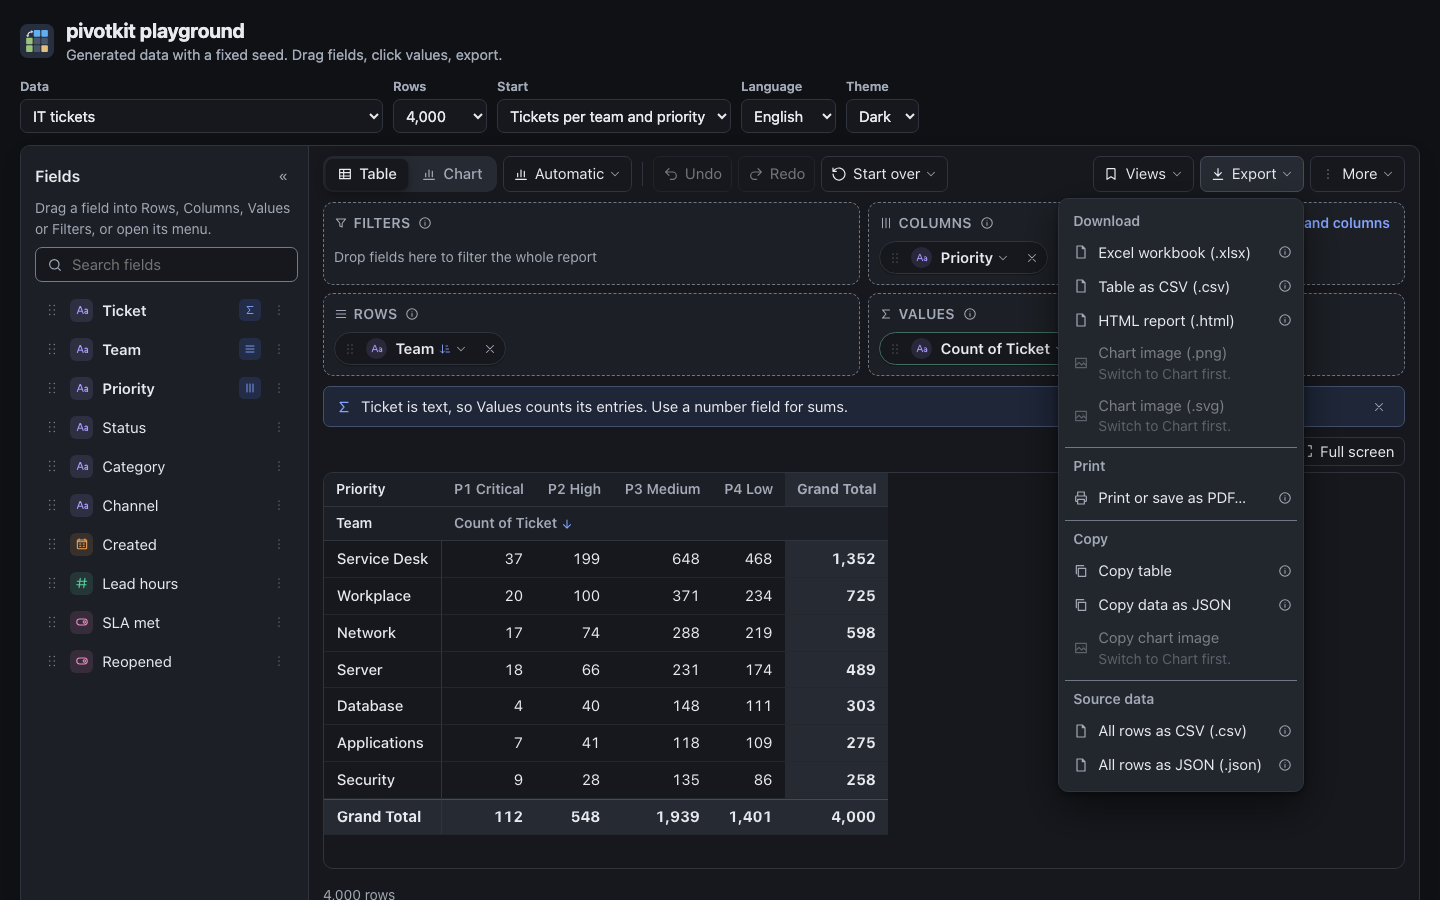 pivotkit playground
Generated data with a fixed seed. Drag fields, click values, export.
Data
Rows
Start
Language
Theme
IT tickets
4,000
Tickets per team and priority
English
Dark
Fields
«
Drag a field into Rows, Columns, Values
or Filters, or open its menu.
Search fields
Aa Ticket Σ
Aa Team
Aa Priority
Aa Status
Aa Category
Aa Channel
Created
# Lead hours
SLA met
Reopened
Table
Chart
Automatic
Undo
Redo
Start over
Views
Export
More
FILTERS
Drop fields here to filter the whole report
COLUMNS
and columns
Aa Priority
ROWS
Aa Team
Σ VALUES
Aa Count of Ticket
Σ Ticket is text, so Values counts its entries. Use a number field for sums.
Full screen
Priority P1 Critical P2 High P3 Medium P4 Low Grand Total
Team Count of Ticket ↓
Service Desk 37 199 648 468 1,352
Workplace 20 100 371 234 725
Network 17 74 288 219 598
Server 18 66 231 174 489
Database 4 40 148 111 303
Applications 7 41 118 109 275
Security 9 28 135 86 258
Grand Total 112 548 1,939 1,401 4,000
4,000 rows
Download
Excel workbook (.xlsx)
Table as CSV (.csv)
HTML report (.html)
Chart image (.png)
Switch to Chart first.
Chart image (.svg)
Switch to Chart first.
Print
Print or save as PDF...
Copy
Copy table
Copy data as JSON
Copy chart image
Switch to Chart first.
Source data
All rows as CSV (.csv)
All rows as JSON (.json)